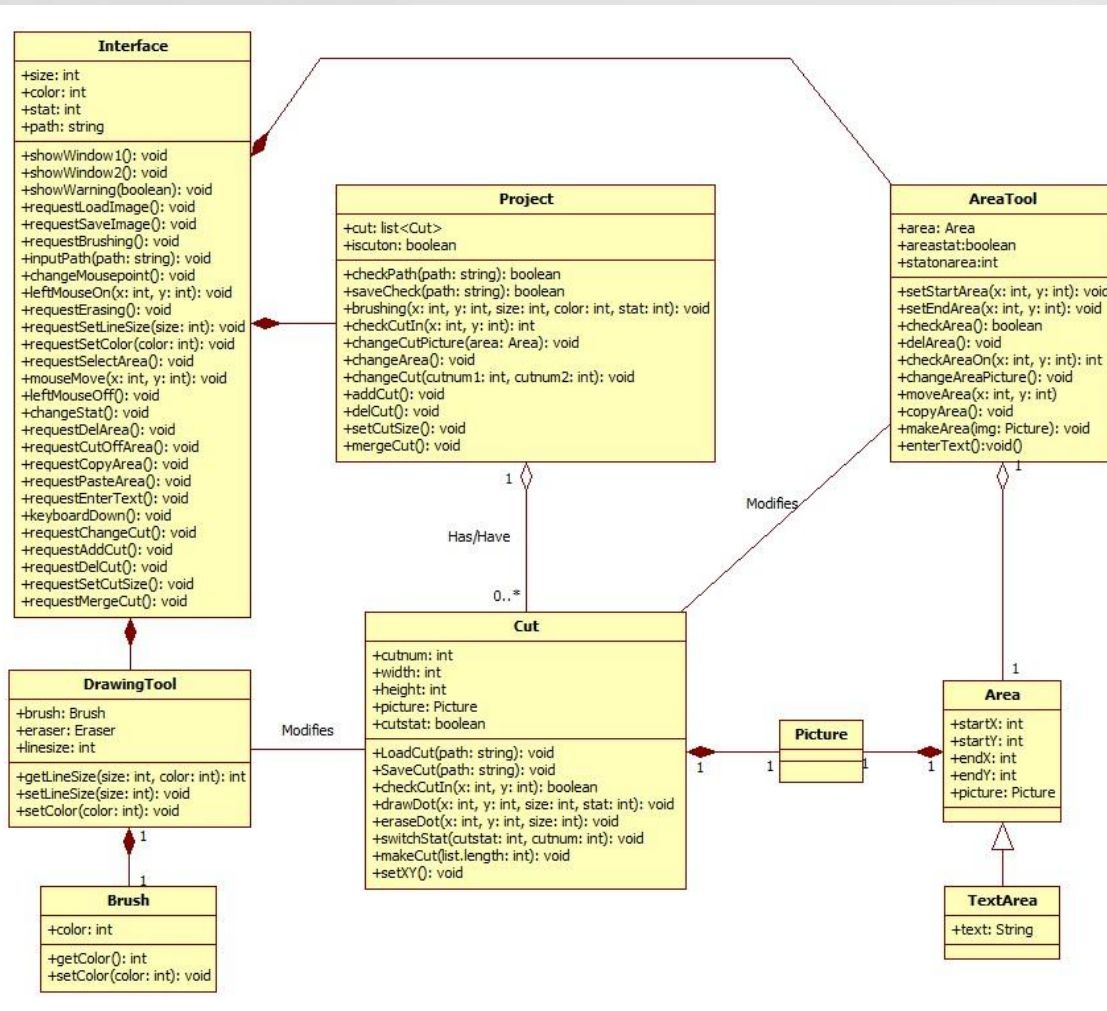 Interface
+size: int
+color: int
+stat: int
+path: string
+showWindow1(): void
+showWindow2(): void
+showWarning(boolean): void
+requestLoadImage(): void
+requestSaveImage(): void
+requestBrushing(): void
+inputPath(path: string): void
+changeMousepoint(): void
+leftMouseOn(x: int, y: int): void
+requestErasing(): void
+requestSetLineSize(size: int): void
+requestSetColor(color: int): void
+requestSelectArea(): void
+mouseMove(x: int, y: int): void
+leftMouseOff(): void
+changeStat(): void
+requestDelArea(): void
+requestCutOffArea(): void
+requestCopyArea(): void
+requestPasteArea(): void
+requestEnterText(): void
+keyboardDown(): void
+requestChangeCut(): void
+requestAddCut(): void
+requestDelCut(): void
+requestSetCutSize(): void
+requestMergeCut(): void
Project
+cut: list<Cut>
+iscuton: boolean
+checkPath(path: string): boolean
+saveCheck(path: string): boolean
+brushing(x: int, y: int, size: int, color: int, stat: int): void
+checkCutIn(x: int, y: int): int
+changeCutPicture(area: Area): void
+changeArea(): void
+changeCut(cutnum1: int, cutnum2: int): void
+addCut(): void
+delCut(): void
+setCutSize(): void
+mergeCut(): void
AreaTool
+area: Area
+areastat:boolean
+statonarea:int
+setStartArea(x: int, y: int): void
+setEndArea(x: int, y: int): void
+checkArea(): boolean
+delArea(): void
+checkAreaOn(x: int, y: int): int
+changeAreaPicture(): void
+moveArea(x: int, y: int)
+copyArea(): void
+makeArea(img: Picture): void
+enterText():void()
1
1
Modifies
Has/Have
0..*
Cut
+cutnum: int
+width: int
+height: int
+picture: Picture
+cutstat: boolean
+LoadCut(path: string): void
+SaveCut(path: string): void
+checkCutIn(x: int, y: int): boolean
+drawDot(x: int, y: int, size: int, stat: int): void
+eraseDot(x: int, y: int, size: int): void
+switchStat(cutstat: int, cutnum: int): void
+makeCut(list.length: int): void
+setXY(): void
DrawingTool
+brush: Brush
+eraser: Eraser
+linesize: int
+getLineSize(size: int, color: int): int
+setLineSize(size: int): void
+setColor(color: int): void
Modifies
1
1
Brush
+color: int
+getColor(): int
+setColor(color: int): void
Picture
1
1
1
1
1
Area
+startX: int
+startY: int
+endX: int
+endY: int
+picture: Picture
TextArea
+text: String